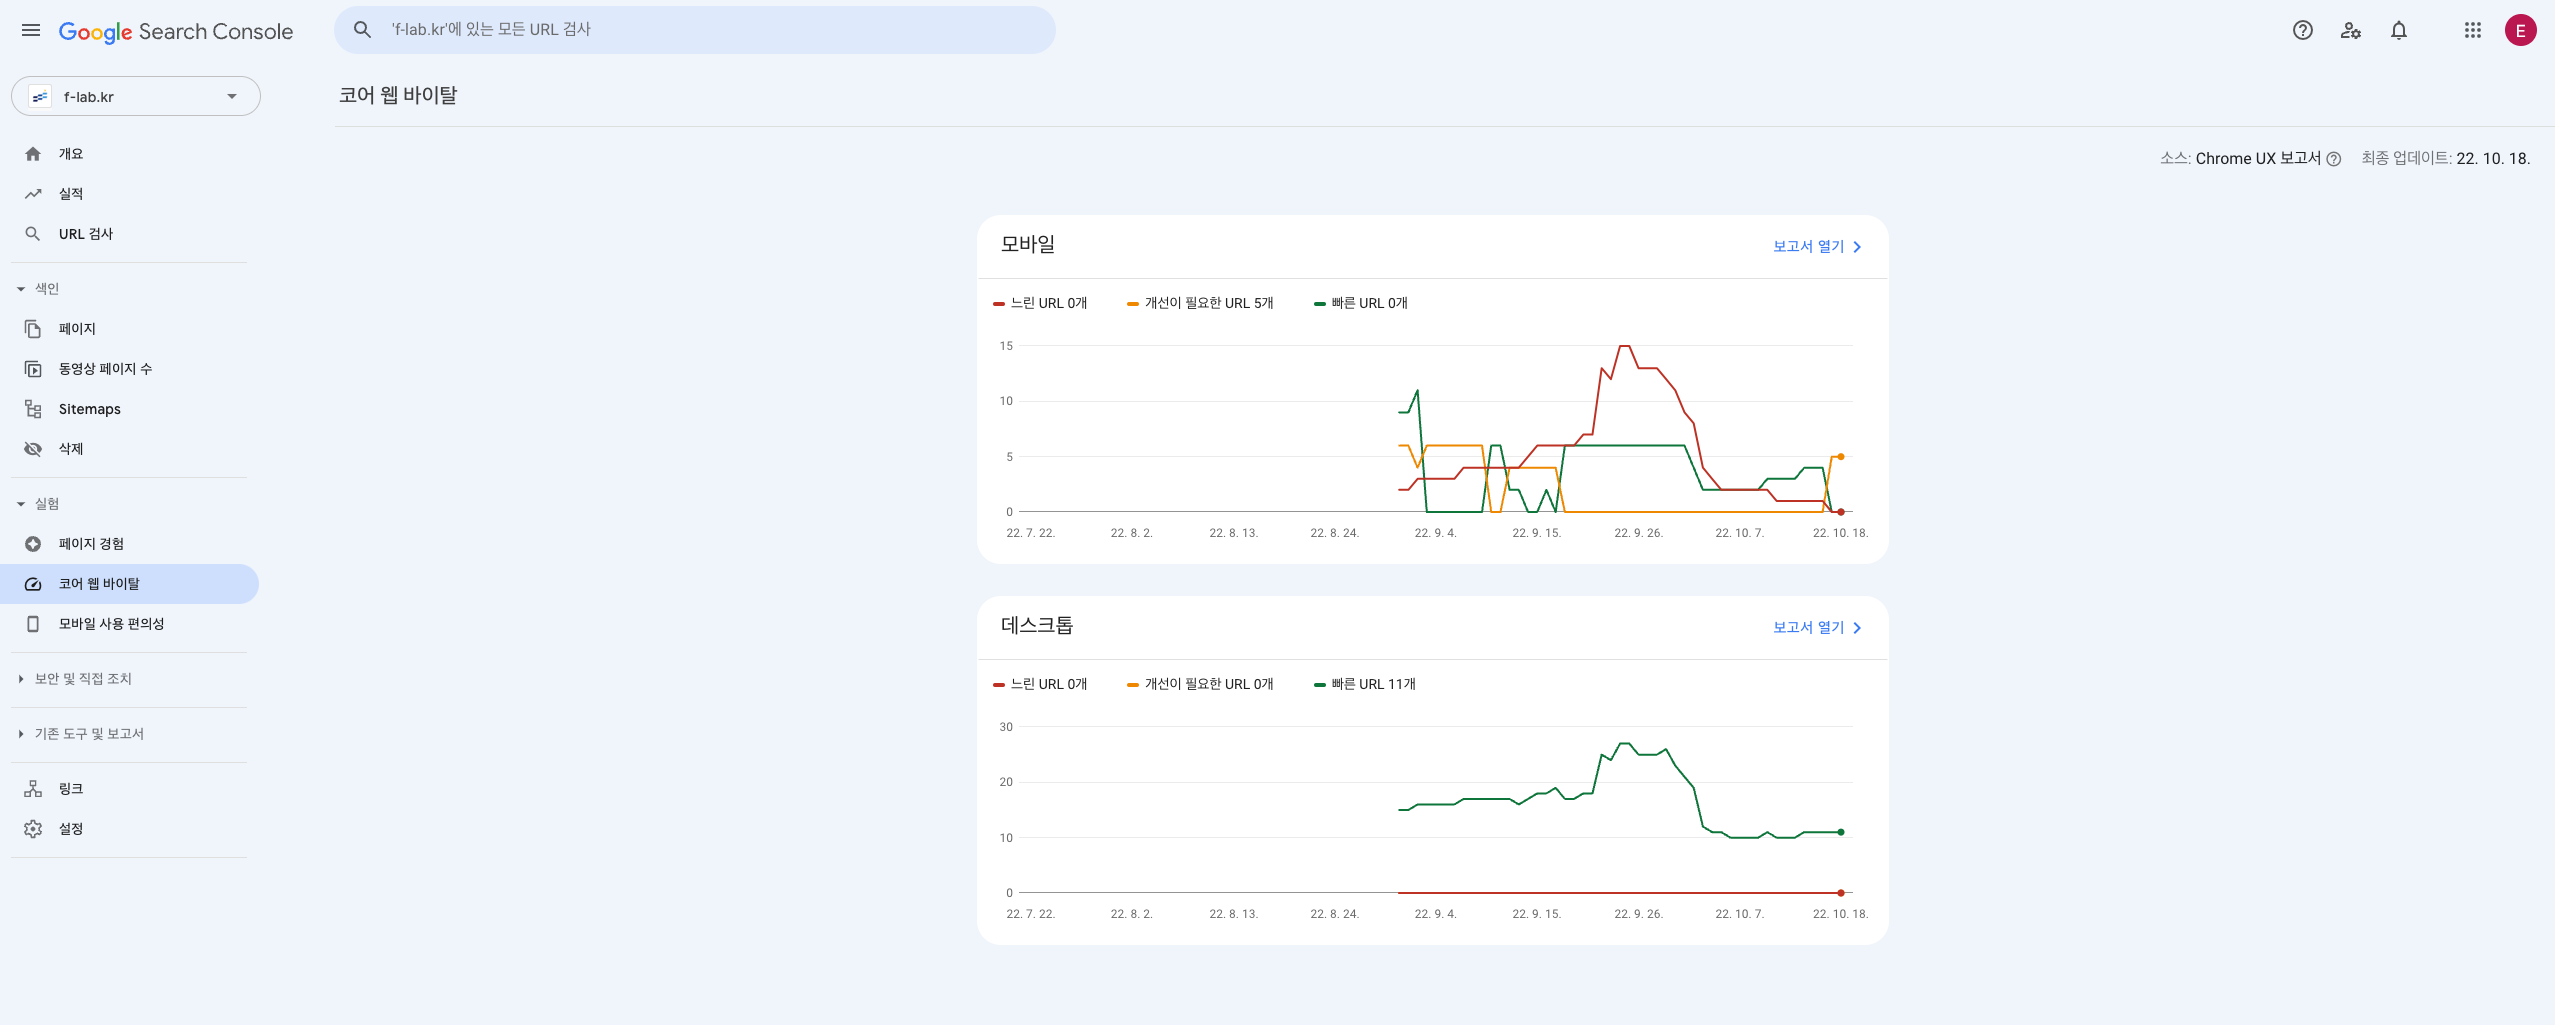 Google Search Console
'f-lab.kr'에 있는 모든 URL 검사
E
f-lab.kr
개요
실적
URL 검사
색인
페이지
동영상 페이지 수
Sitemaps
삭제
실험
페이지 경험
코어 웹 바이탈
모바일 사용 편의성
보안 및 직접 조치
기존 도구 및 보고서
링크
설정
코어 웹 바이탈
소스: Chrome UX 보고서 최종 업데이트: 22. 10. 18.
모바일
보고서 열기
느린 URL 0개 개선이 필요한 URL 5개 빠른 URL 0개
15
10
5
0
22. 7. 22. 22. 8. 2. 22. 8. 13. 22. 8. 24. 22. 9. 4. 22. 9. 15. 22. 9. 26. 22. 10. 7. 22. 10. 18.
데스크톱
보고서 열기
느린 URL 0개 개선이 필요한 URL 0개 빠른 URL 11개
30
20
10
0
22. 7. 22. 22. 8. 2. 22. 8. 13. 22. 8. 24. 22. 9. 4. 22. 9. 15. 22. 9. 26. 22. 10. 7. 22. 10. 18.